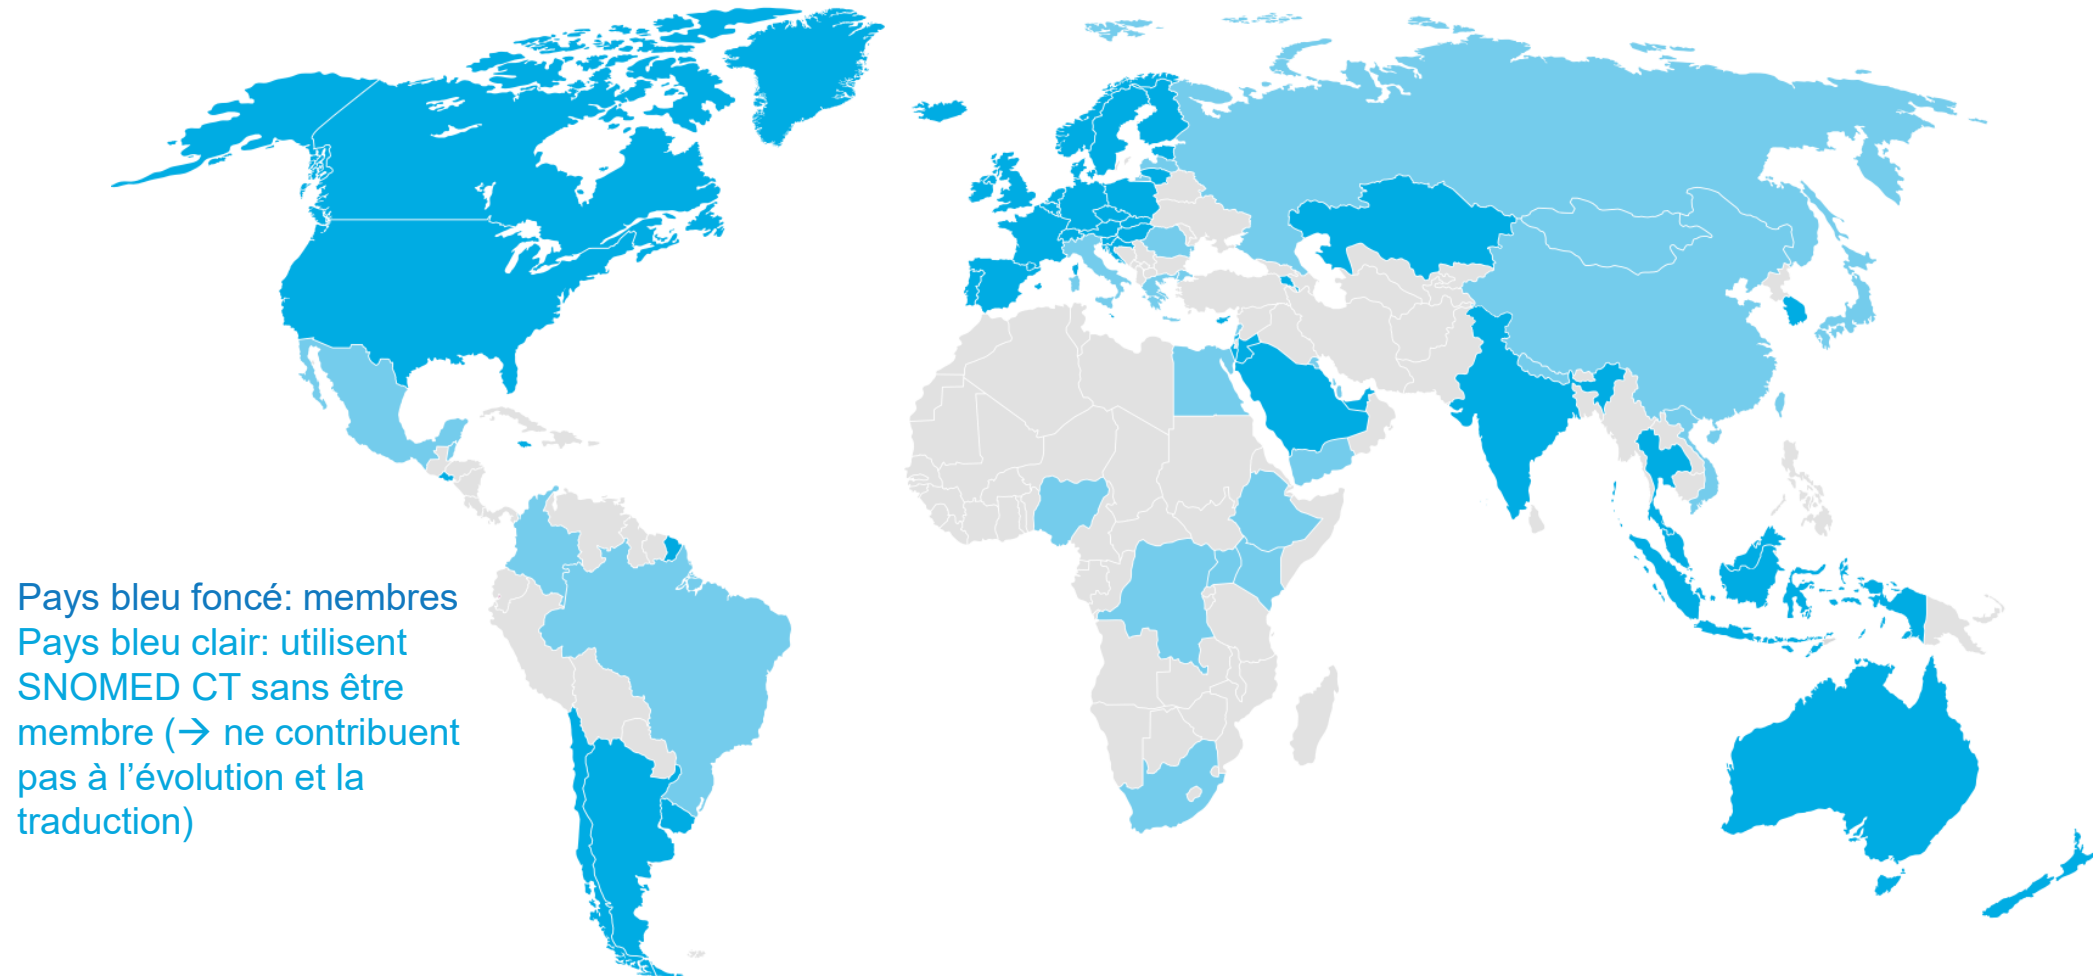 Pays bleu foncé: membres
Pays bleu clair: utilisent
SNOMED CT sans être
membre (→ ne contribuent
pas à l’évolution et la
traduction)